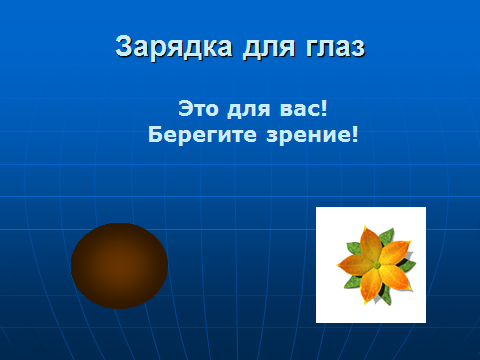 Зарядка для глаз
Это для вас!
Берегите зрение!